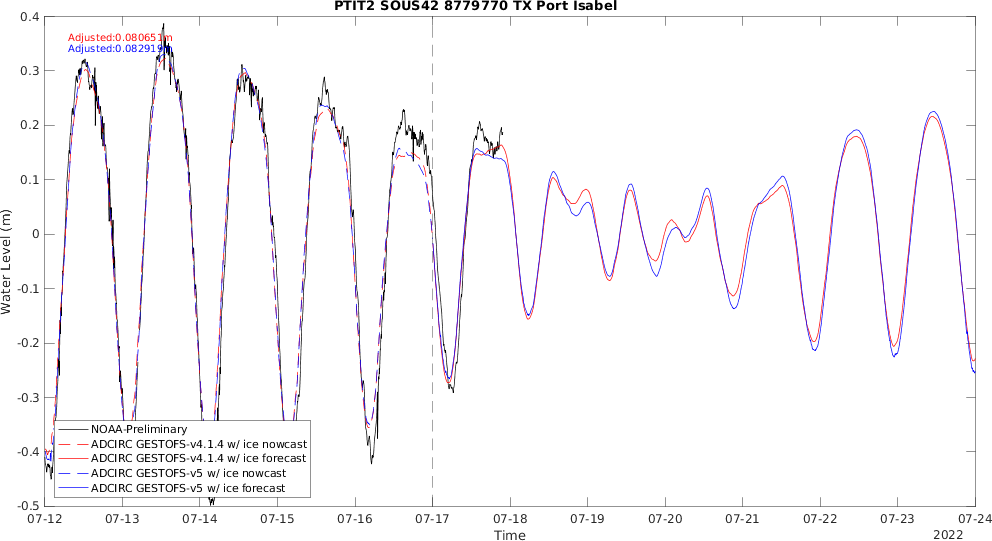 PTIT2 SOUS42 8779770 TX Port Isabel
Adjusted:0.080651m
Adjusted:0.082919
0.4
0.3
0.2
0.1
0
-0.1
-0.2
-0.3
-0.4
-0.5
Water Level (m)
NOAA-Preliminary
ADCIRC GESTOFS-v4.1.4 w/ ice nowcast
ADCIRC GESTOFS-v4.1.4 w/ ice forecast
ADCIRC GESTOFS-v5 w/ ice nowcast
ADCIRC GESTOFS-v5 w/ ice forecast
07-12 07-13 07-14 07-15 07-16 07-17 07-18 07-19 07-20 07-21 07-22 07-23 07-24
Time
2022